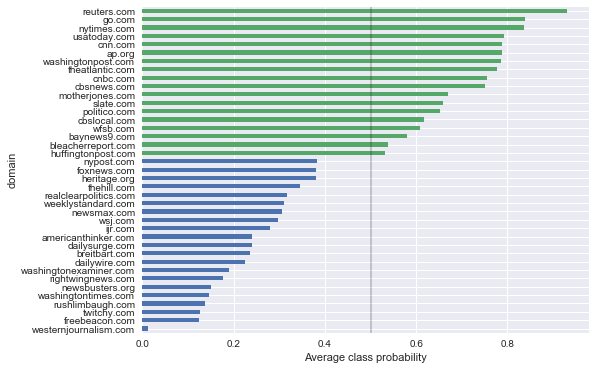 reuters.com
go.com
nytimes.com
usatoday.com
cnn.com
ap.org
washingtonpost.com
theatlantic.com
cnbc.com
cbsnews.com
motherjones.com
slate.com
politico.com
cbslocal.com
wfsb.com
baynews9.com
bleacherreport.com
huffingtonpost.com
nypost.com
foxnews.com
heritage.org
thehill.com
realclearpolitics.com
weeklystandard.com
newsmax.com
wsj.com
ijr.com
americanthinker.com
dailysurge.com
breitbart.com
dailywire.com
washingtonexaminer.com
rightwingnews.com
newsbusters.org
washingtontimes.com
rushlimbaugh.com
twitchy.com
freebeacon.com
westernjournalism.com
domain
0.0 0.2 0.4 0.6 0.8
Average class probability